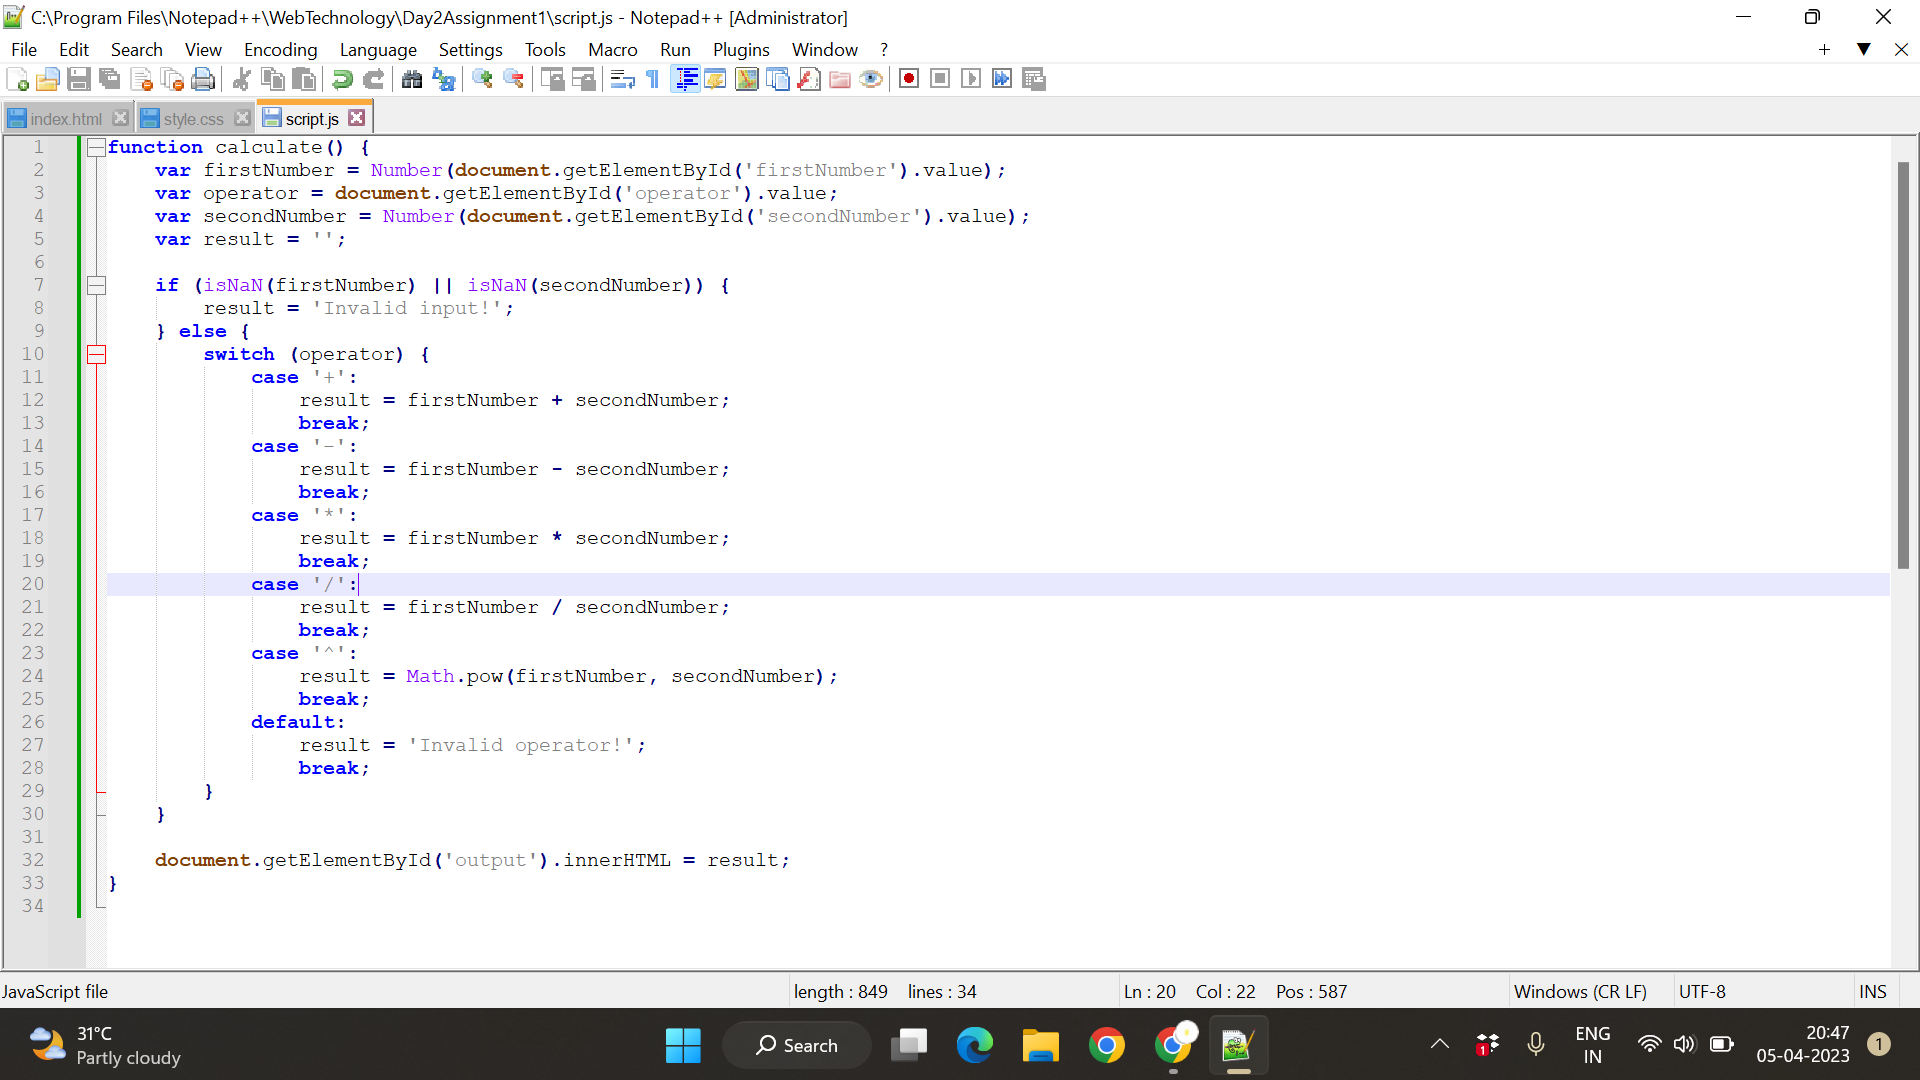 C:\Program Files\Notepad++\WebTechnology\Day2Assignment1\script.js - Notepad++ [Administrator]
File Edit Search View Encoding Language Settings Tools Macro Run Plugins Window ?
index.html style.css script.js
1 function calculate() {
2     var firstNumber = Number(document.getElementById('firstNumber').value);
3     var operator = document.getElementById('operator').value;
4     var secondNumber = Number(document.getElementById('secondNumber').value);
5     var result = '';
6
7     if (isNaN(firstNumber) || isNaN(secondNumber)) {
8         result = 'Invalid input!';
9     } else {
10         switch (operator) {
11             case '+':
12                 result = firstNumber + secondNumber;
13                 break;
14             case '-':
15                 result = firstNumber - secondNumber;
16                 break;
17             case '*':
18                 result = firstNumber * secondNumber;
19                 break;
20             case '/':
21                 result = firstNumber / secondNumber;
22                 break;
23             case '^':
24                 result = Math.pow(firstNumber, secondNumber);
25                 break;
26             default:
27                 result = 'Invalid operator!';
28                 break;
29         }
30     }
31
32     document.getElementById('output').innerHTML = result;
33 }
34
JavaScript file length : 849 lines : 34 Ln : 20 Col : 22 Pos : 587 Windows (CR LF) UTF-8 INS
31°C
Partly cloudy
Search
1
ENG
IN
20:47
05-04-2023
1